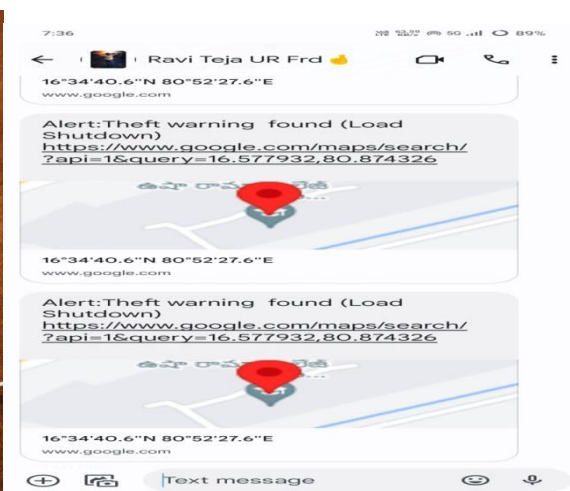 7:36
5G 89%
Ravi Teja UR Frd
16°34'40.6"N 80°52'27.6"E
www.google.com
Alert:Theft warning found (Load
Shutdown)
https://www.google.com/maps/search/
?api=1&query=16.577932,80.874326
ఉషా
16°34'40.6"N 80°52'27.6"E
www.google.com
Alert:Theft warning found (Load
Shutdown)
https://www.google.com/maps/search/
?api=1&query=16.577932,80.874326
ఉషా
16°34'40.6"N 80°52'27.6"E
www.google.com
Text message